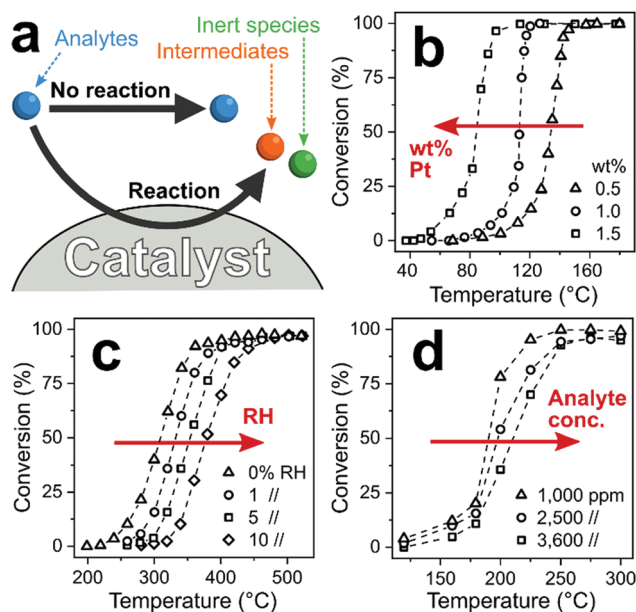 a
Analytes
Inert species
Intermediates
No reaction
Reaction
Catalyst
b
Conversion (%)
100
75
50
25
0
wt%
Pt
wt%
0.5
1.0
1.5
40
80
120
160
Temperature (°C)
c
Conversion (%)
100
75
50
25
0
RH
0% RH
1 //
5 //
10 //
200
300
400
500
Temperature (°C)
d
Conversion (%)
100
75
50
25
0
Analyte
conc.
1,000 ppm
2,500 //
3,600 //
150
200
250
300
Temperature (°C)